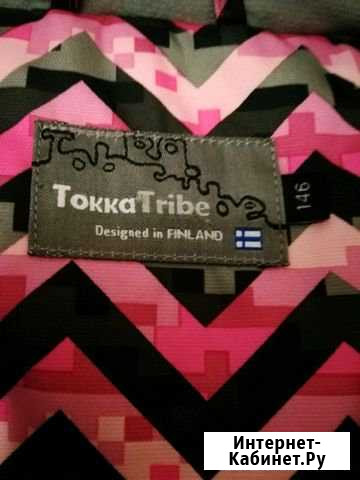 TokkaTribe
Designed in FINLAND
146
Интернет-
Кабинет.Ру